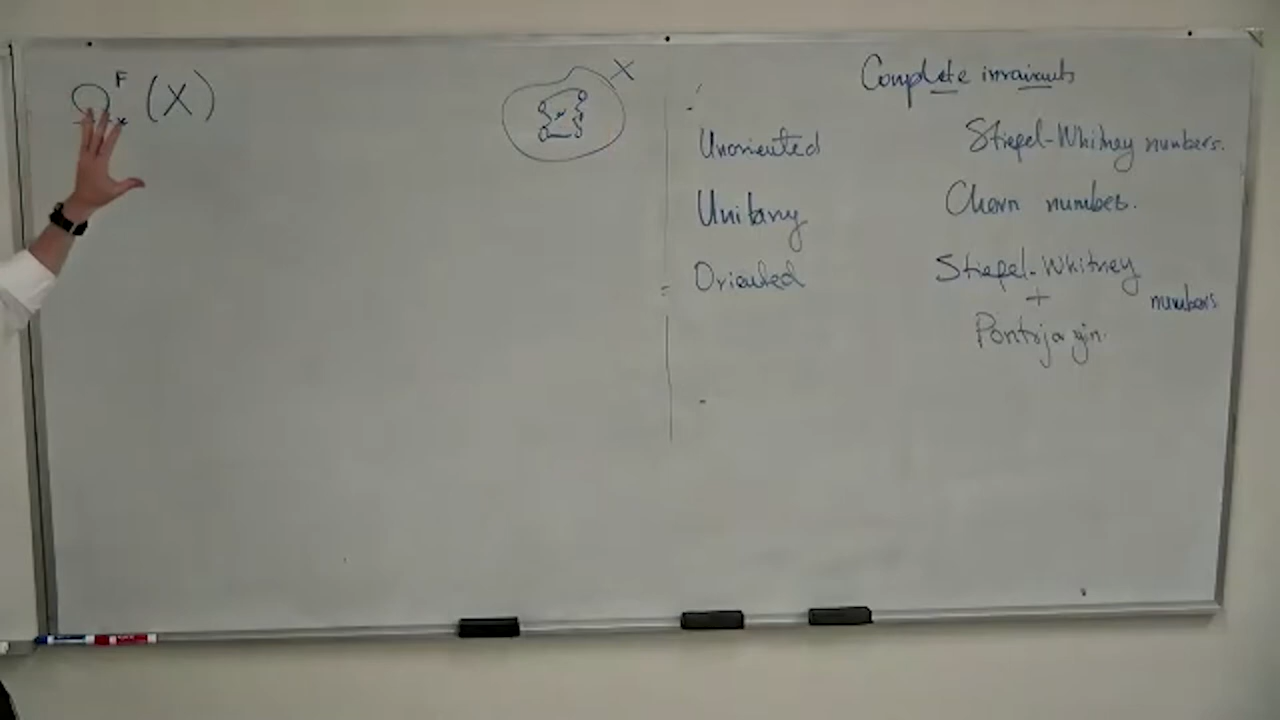 Ω^F_* (X)
X
Complete invariants
Unoriented Stiefel-Whitney numbers.
Unitary Chern numbers.
Oriented Stiefel-Whitney
+ numbers
Pontrjagin.